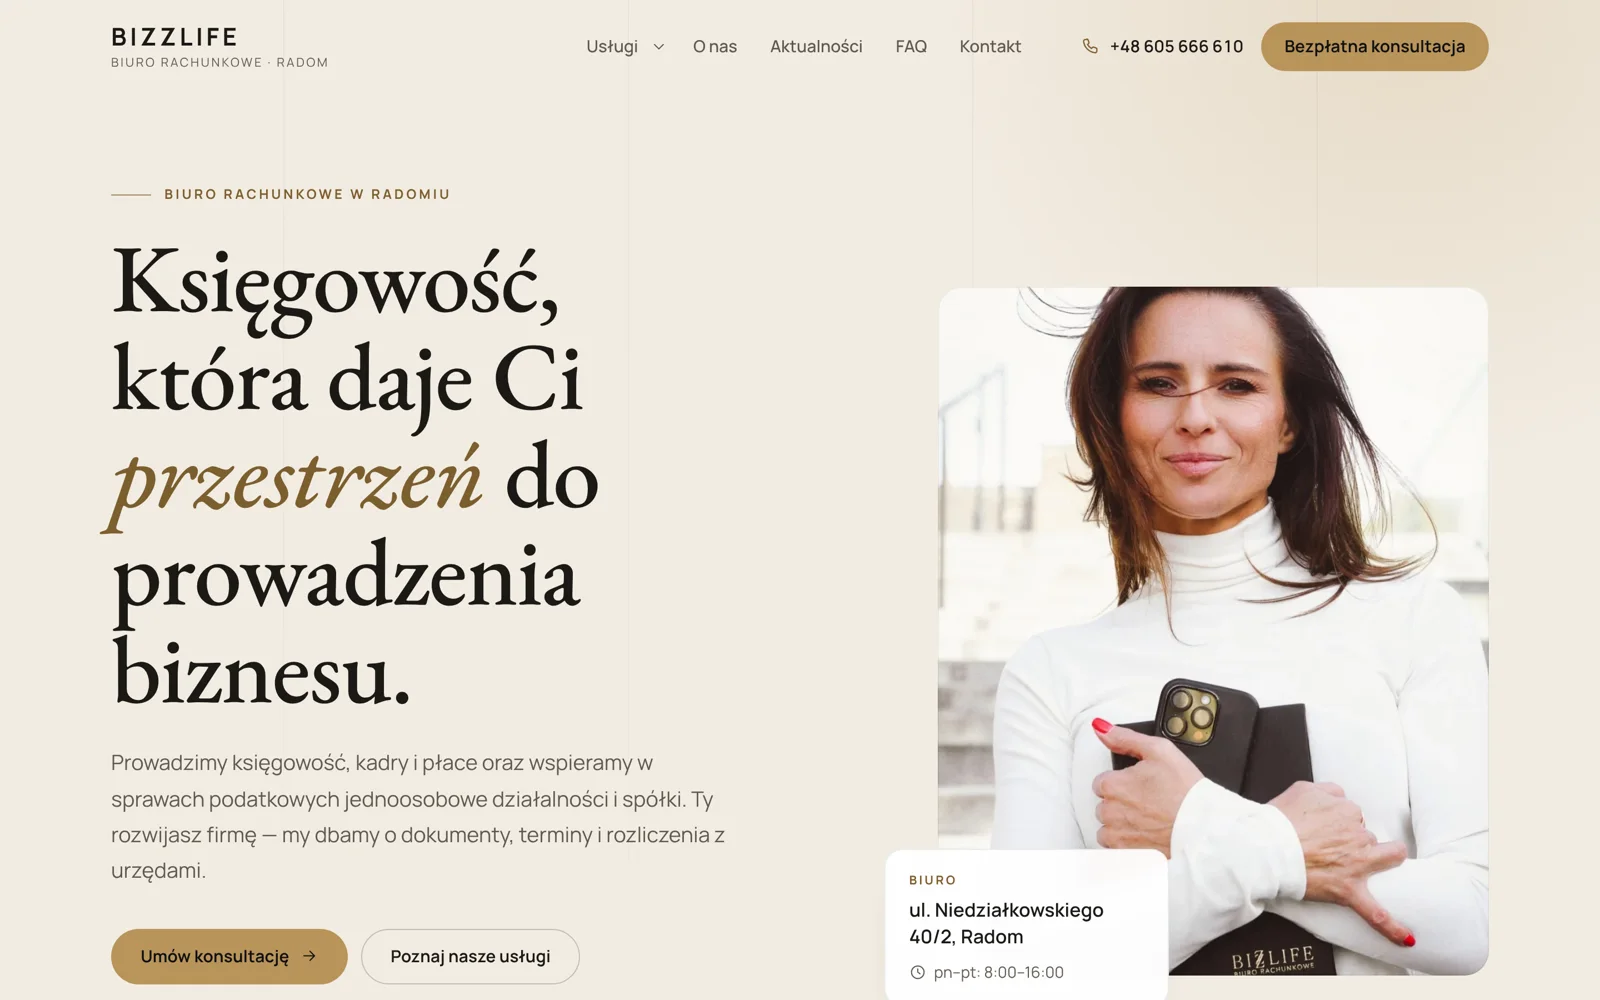 BIZZLIFE
BIURO RACHUNKOWE · RADOM
Usługi
O nas
Aktualności
FAQ
Kontakt
+48 605 666 610
Bezpłatna konsultacja
BIURO RACHUNKOWE W RADOMIU
Księgowość,
która daje Ci
przestrzeń do
prowadzenia
biznesu.
Prowadzimy księgowość, kadry i płace oraz wspieramy w
sprawach podatkowych jednoosobowe działalności i spółki. Ty
rozwijasz firmę — my dbamy o dokumenty, terminy i rozliczenia z
urzędami.
Umów konsultację →
Poznaj nasze usługi
BIURO
ul. Niedziałkowskiego
40/2, Radom
pn–pt: 8:00–16:00
BIZZLIFE
BIURO RACHUNKOWE